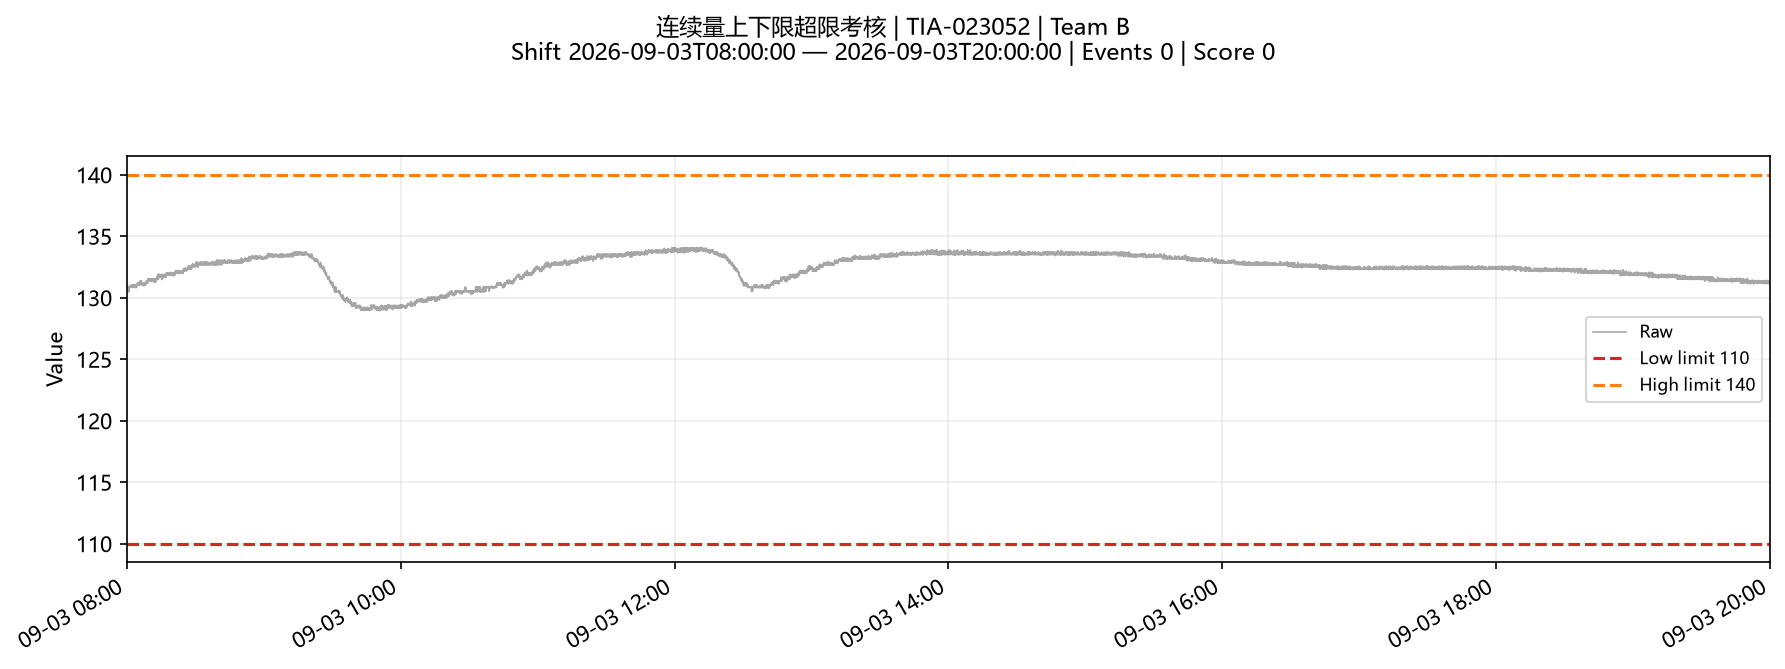 连续量上下限超限考核 | TIA-023052 | Team B
Shift 2026-09-03T08:00:00 — 2026-09-03T20:00:00 | Events 0 | Score 0
Value
140
135
130
125
120
115
110
Raw
Low limit 110
High limit 140
09-03 08:00
09-03 10:00
09-03 12:00
09-03 14:00
09-03 16:00
09-03 18:00
09-03 20:00